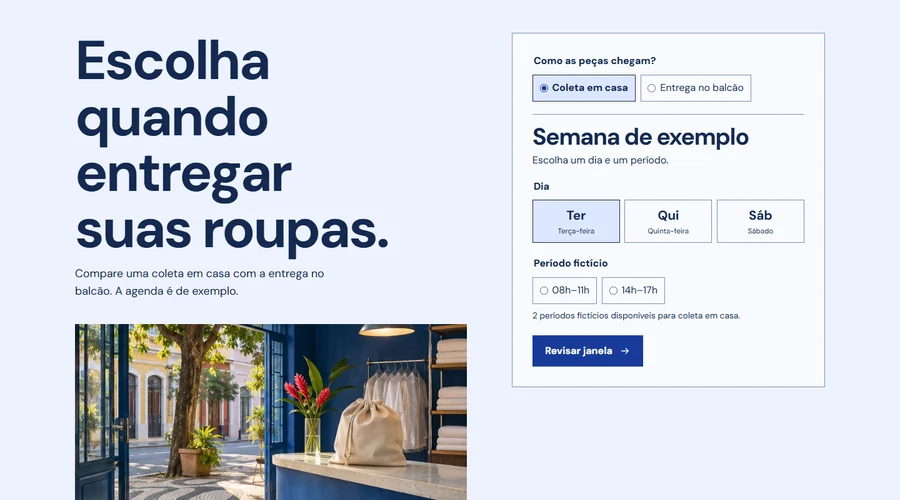 Escolha
quando
entregar
suas roupas.
Compare uma coleta em casa com a entrega no
balcão. A agenda é de exemplo.
Como as peças chegam?
Coleta em casa
Entrega no balcão
Semana de exemplo
Escolha um dia e um período.
Dia
Ter
Terça-feira
Qui
Quinta-feira
Sáb
Sábado
Período fictício
08h–11h
14h–17h
2 períodos fictícios disponíveis para coleta em casa.
Revisar janela →